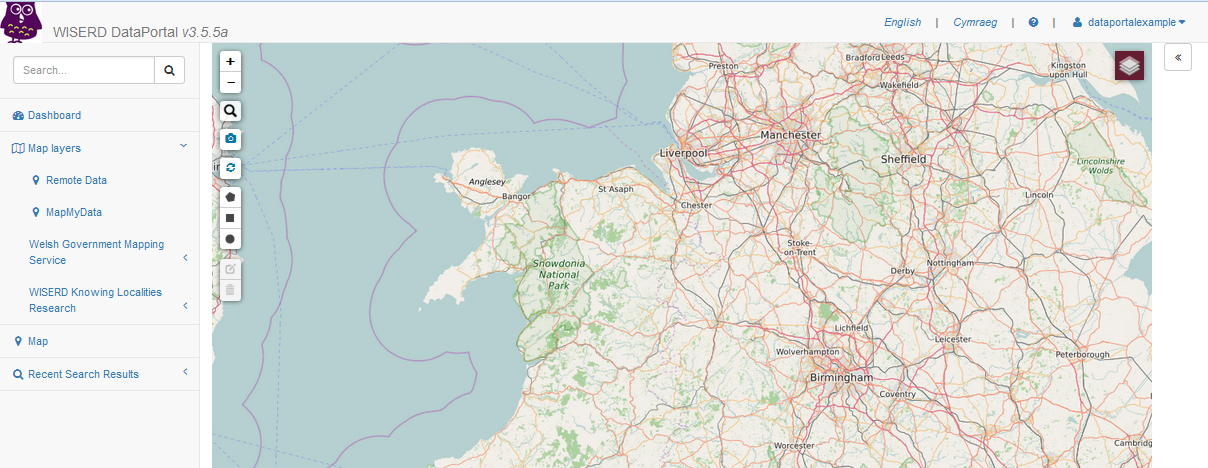 WISERD DataPortal v3.5.5a
English | Cymraeg | | dataportalexample
Search...
Dashboard
Map layers
Remote Data
MapMyData
Welsh Government Mapping
Service
WISERD Knowing Localities
Research
Map
Recent Search Results
+
−
«
Preston
Bradford
Leeds
Wakefield
Kingston
upon Hull
Manchester
Liverpool
Sheffield
Lincolnshire
Wolds
Anglesey
Bangor
St Asaph
Chester
Lincoln
Stoke-
on-Trent
Snowdonia
National
Park
Derby
Nottingham
Lichfield
Leicester
Wolverhampton
Peterborough
Birmingham
Coventry
Worcester
Cambridg